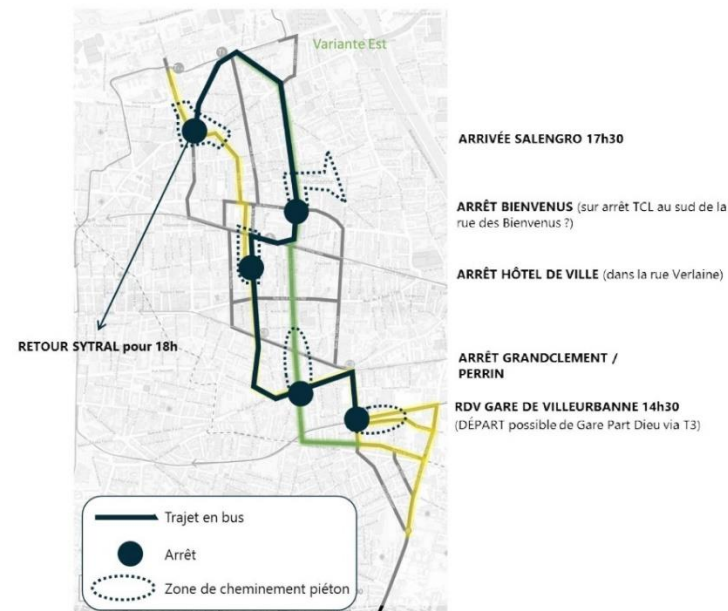 Variante Est
ARRIVÉE SALENGRO 17h30
ARRÊT BIENVENUS (sur arrêt TCL au sud de la
rue des Bienvenus ?)
ARRÊT HÔTEL DE VILLE (dans la rue Verlaine)
RETOUR SYTRAL pour 18h
ARRÊT GRANDCLEMENT /
PERRIN
RDV GARE DE VILLEURBANNE 14h30
(DÉPART possible de Gare Part Dieu via T3)
Trajet en bus
Arrêt
Zone de cheminement piéton